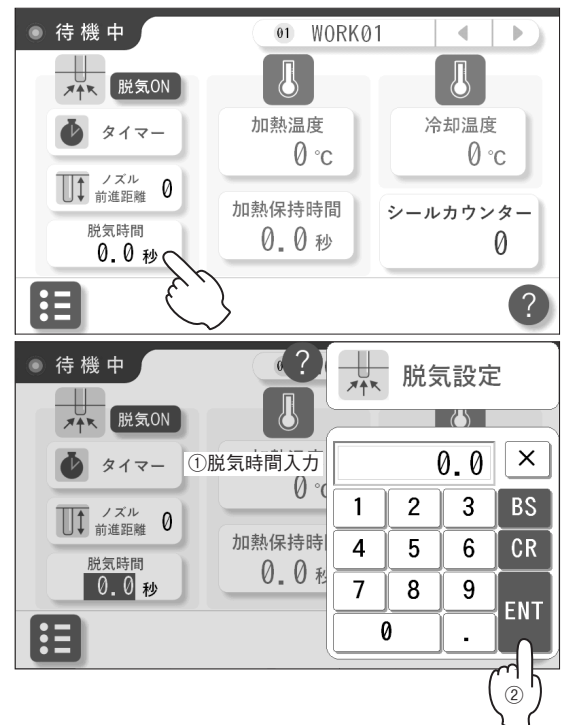 待機中
01 WORK01
脱気ON
タイマー
ノズル
前進距離 0
脱気時間
0.0 秒
加熱温度
0 ℃
加熱保持時間
0.0 秒
冷却温度
0 ℃
シールカウンター
0
?
待機中
?
脱気設定
脱気ON
タイマー
①脱気時間入力
0.0 ×
1 2 3 BS
4 5 6 CR
7 8 9 ENT
0 .
ノズル
前進距離 0
脱気時間
0.0 秒
0
加熱保持時
0.0
②